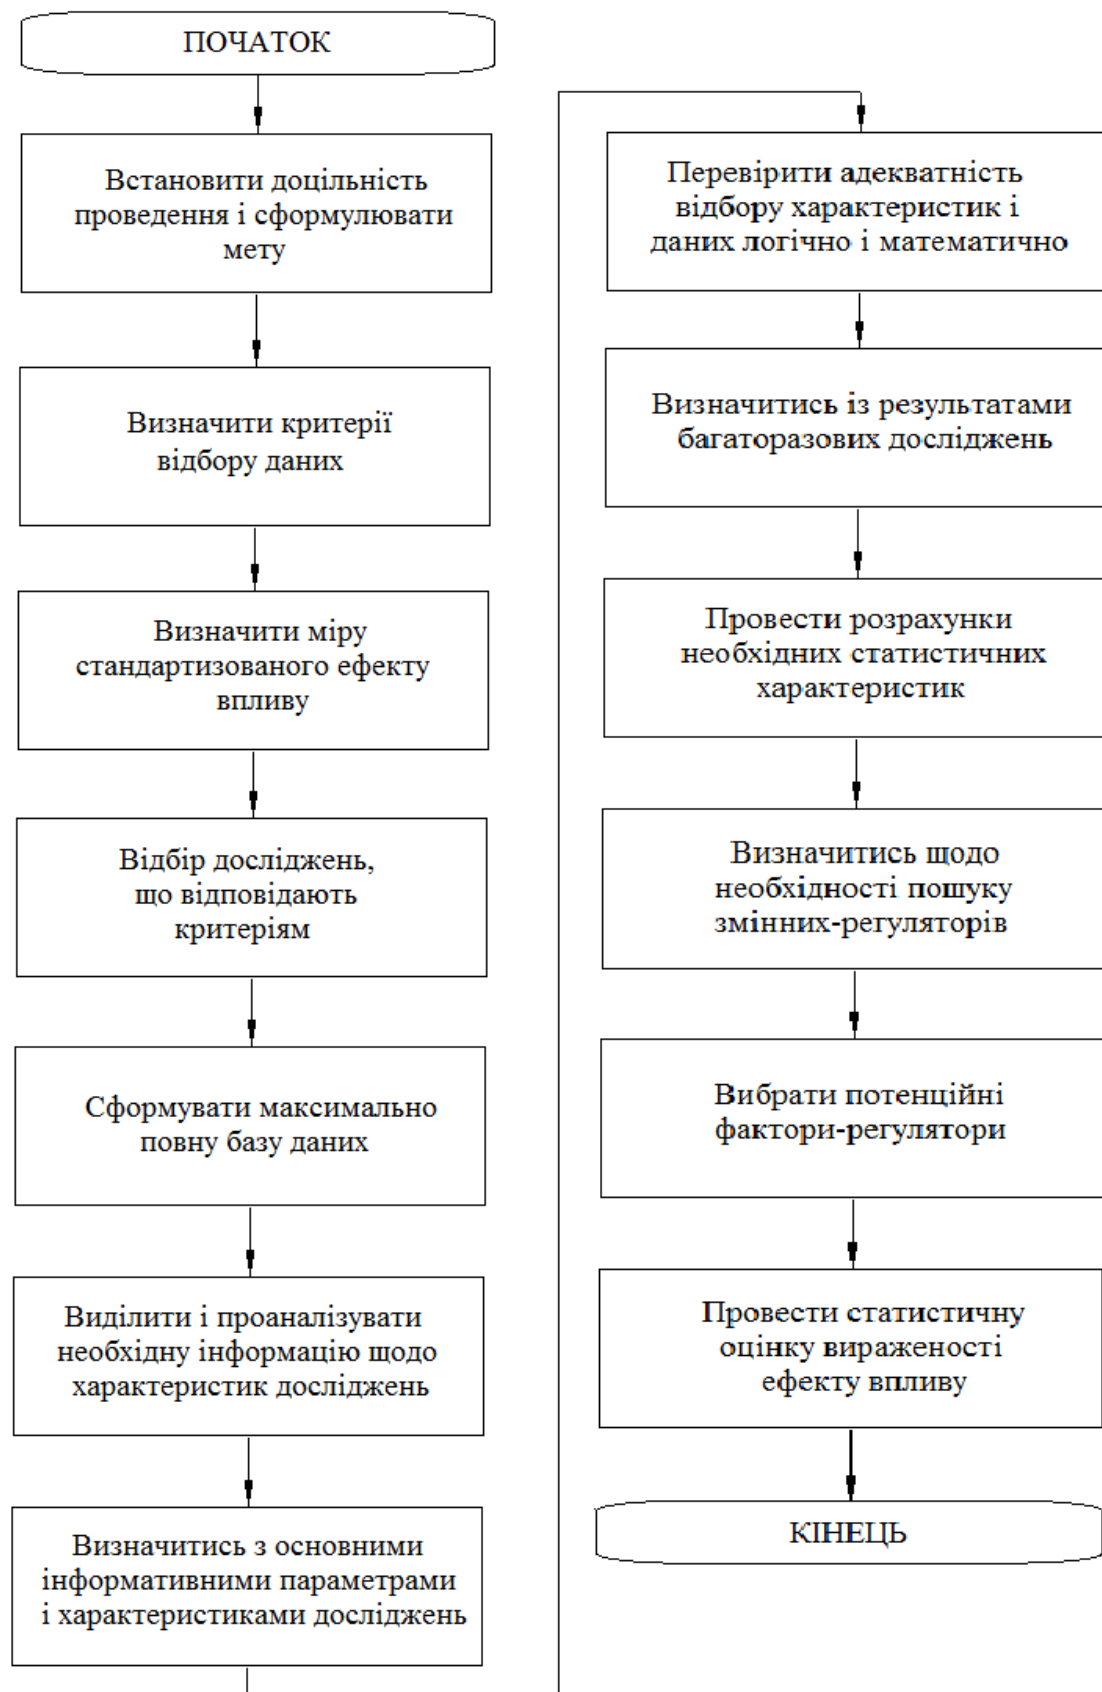 ПОЧАТОК
Встановити доцільність
проведення і сформулювати
мету
Визначити критерії
відбору даних
Визначити міру
стандартизованого ефекту
впливу
Відбір досліджень,
що відповідають
критеріям
Сформувати максимально
повну базу даних
Виділити і проаналізувати
необхідну інформацію щодо
характеристик досліджень
Визначитись з основними
інформативними параметрами
і характеристиками досліджень
Перевірити адекватність
відбору характеристик і
даних логічно і математично
Визначитись із результатами
багаторазових досліджень
Провести розрахунки
необхідних статистичних
характеристик
Визначитись щодо
необхідності пошуку
змінних-регуляторів
Вибрати потенційні
фактори-регулятори
Провести статистичну
оцінку вираженості
ефекту впливу
КІНЕЦЬ